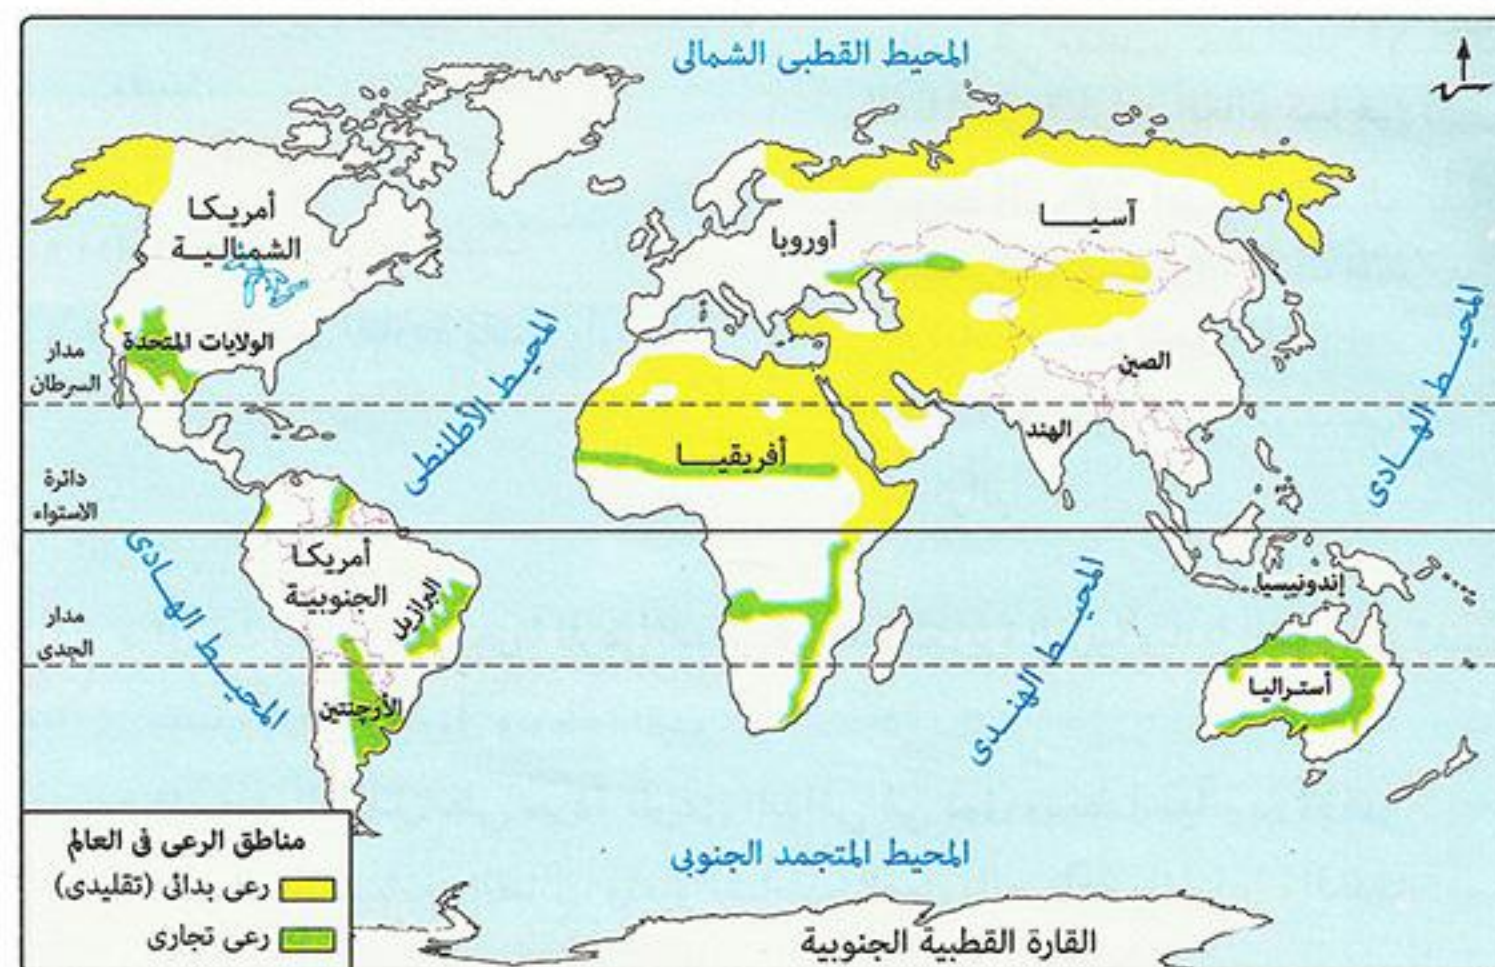 المحيط القطبى الشمالى
أمريكا
الشمالية
آسيا
أوروبا
الولايات المتحدة
مدار
السرطان
المحيط الأطلنطى
الصين
المحيط الهادى
الهند
أفريقيا
دائرة
الاستواء
أمريكا
الجنوبية
البرازيل
المحيط الهادى
مدار
الجدى
المحيط الهندى
إندونيسيا
أستراليا
الأرجنتين
مناطق الرعى فى العالم
رعى بدائى (تقليدى)
رعى تجارى
المحيط المتجمد الجنوبى
القارة القطبية الجنوبية